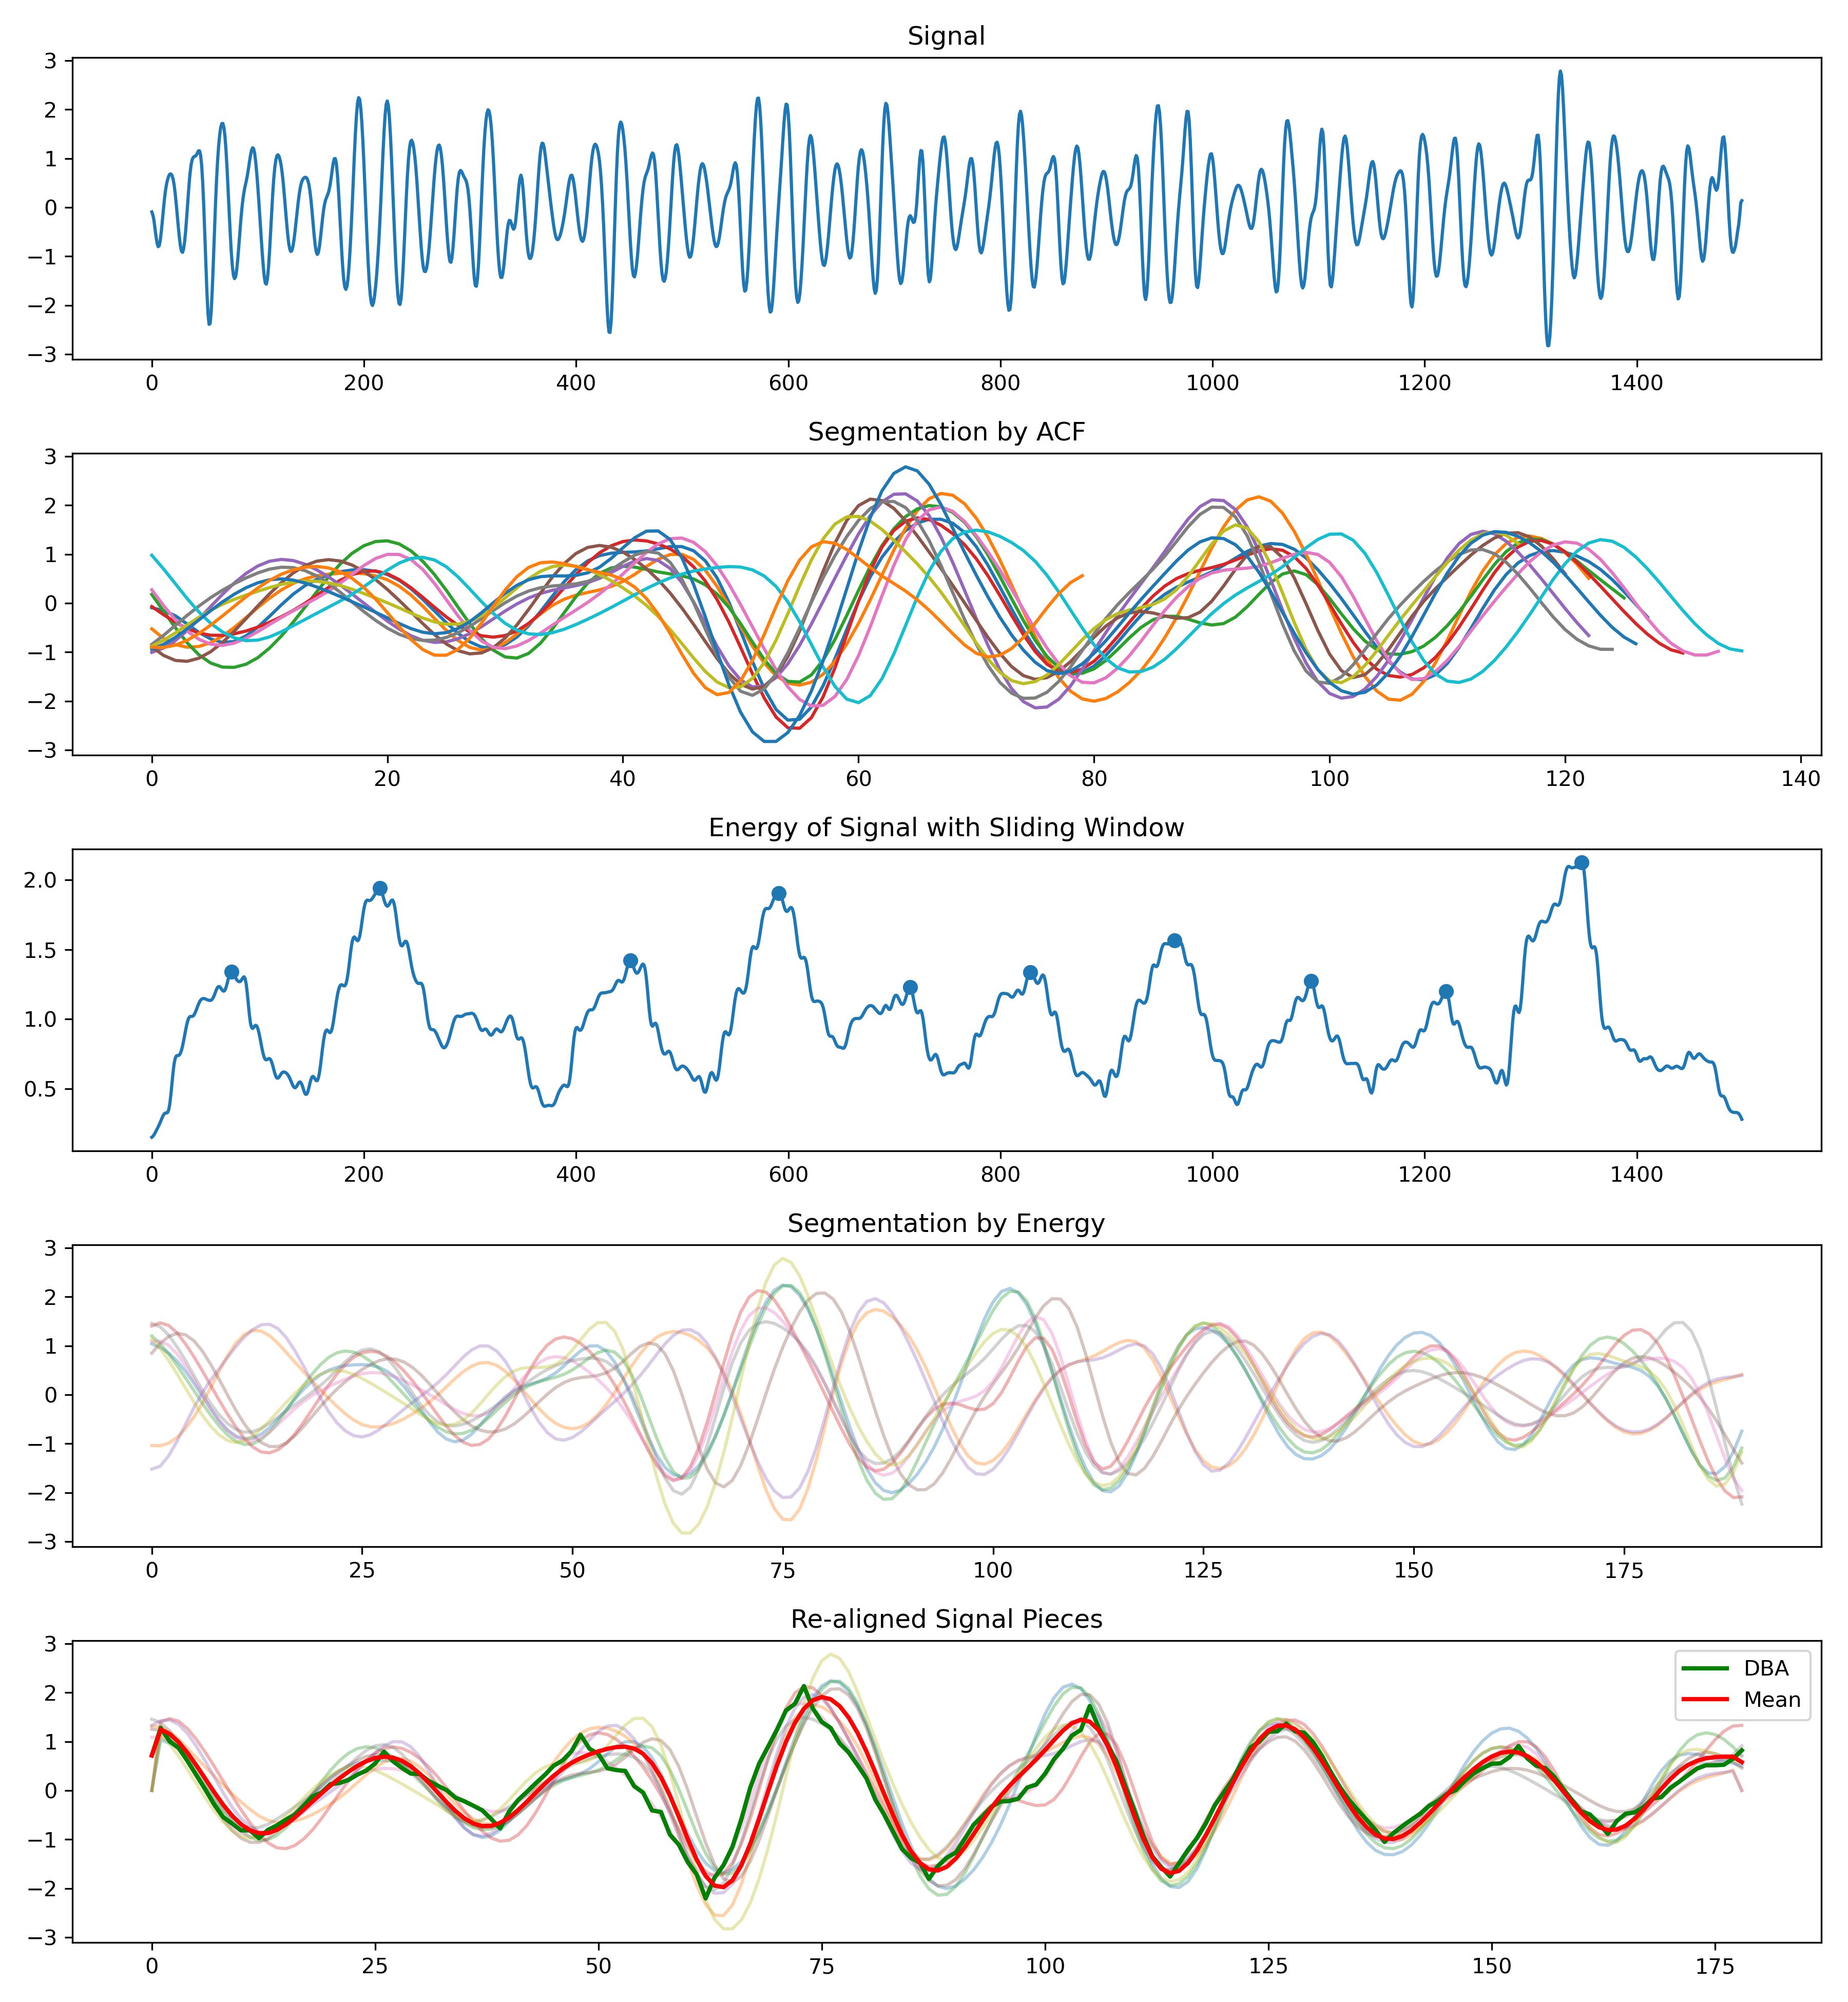 Signal
3
2
1
0
−1
−2
−3
0 200 400 600 800 1000 1200 1400
Segmentation by ACF
3
2
1
0
−1
−2
−3
0 20 40 60 80 100 120 140
Energy of Signal with Sliding Window
2.0
1.5
1.0
0.5
0 200 400 600 800 1000 1200 1400
Segmentation by Energy
3
2
1
0
−1
−2
−3
0 25 50 75 100 125 150 175
Re-aligned Signal Pieces
3
2
1
0
−1
−2
−3
DBA
Mean
0 25 50 75 100 125 150 175